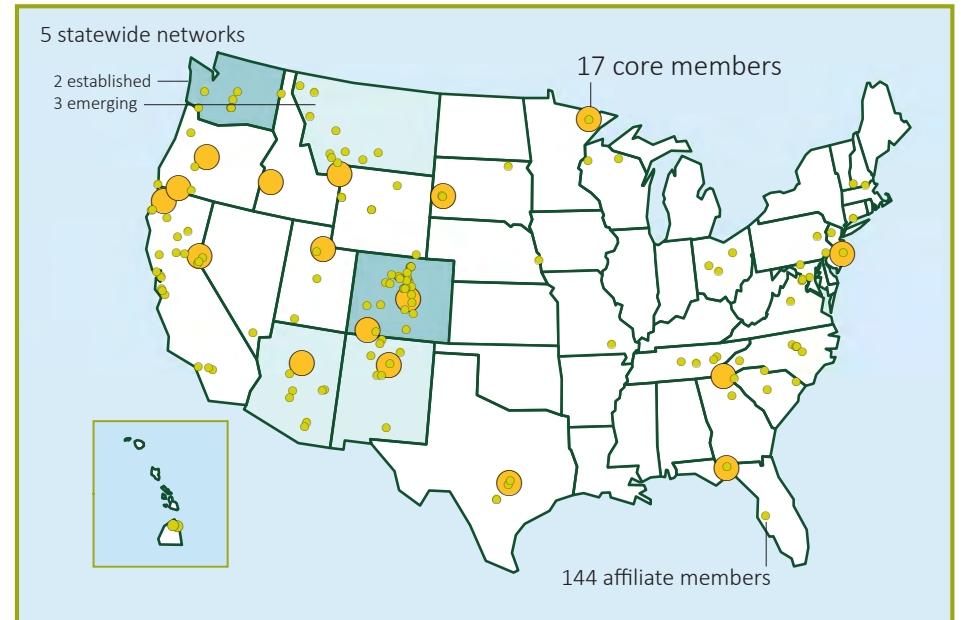 5 statewide networks
2 established
3 emerging
17 core members
144 affiliate members